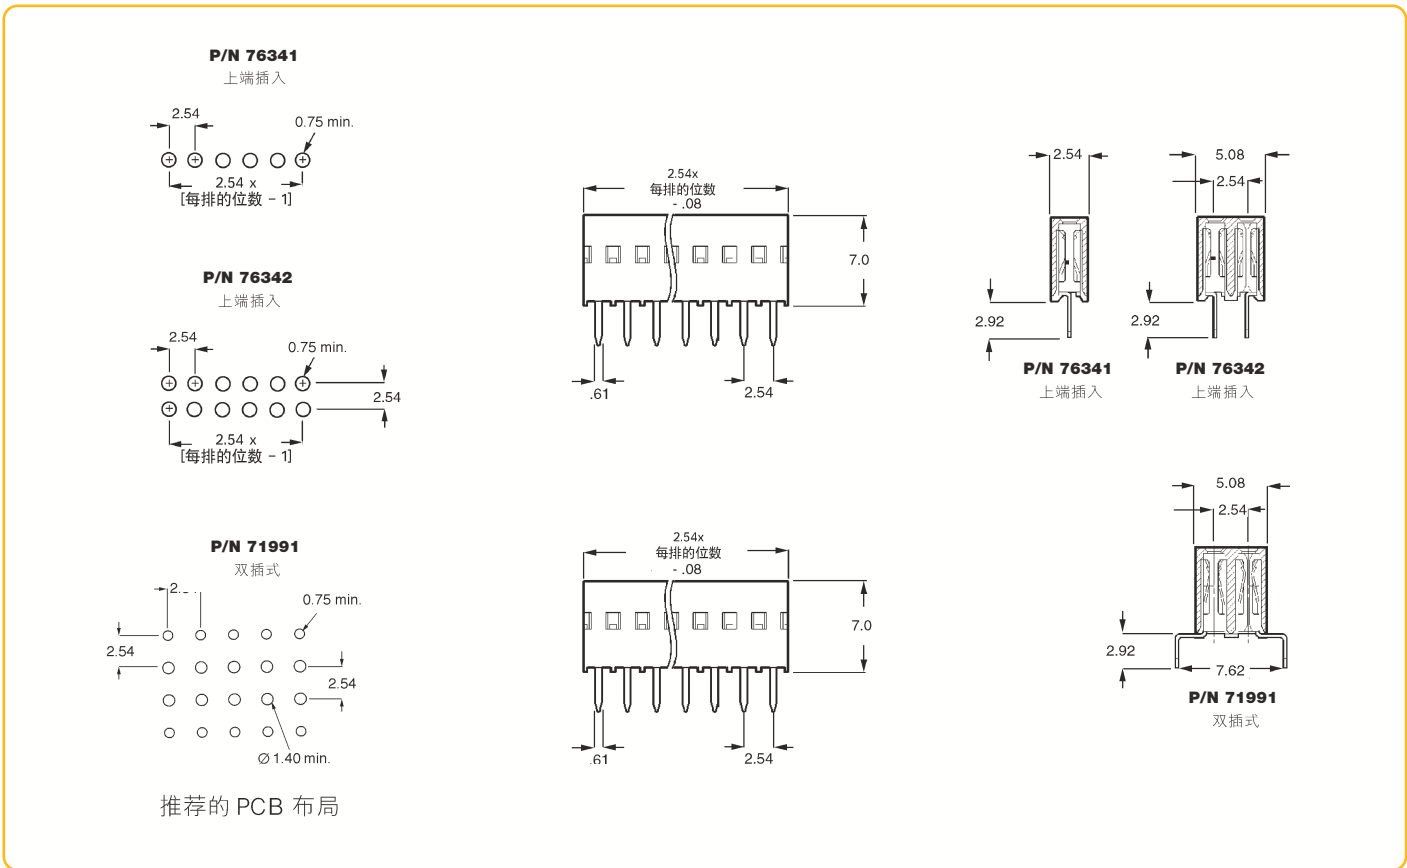 P/N 76341
上端插入
2.54
0.75 min.
2.54 x
[每排的位数 - 1]
P/N 76342
上端插入
2.54
0.75 min.
2.54
2.54 x
[每排的位数 - 1]
P/N 71991
双插式
0.75 min.
2.54
2.54
Ø 1.40 min.
推荐的 PCB 布局
2.54x
每排的位数
- .08
7.0
.61
2.54
2.54x
每排的位数
- .08
7.0
.61
2.54
2.54
2.92
P/N 76341
上端插入
5.08
2.54
2.92
P/N 76342
上端插入
5.08
2.54
2.92
7.62
P/N 71991
双插式